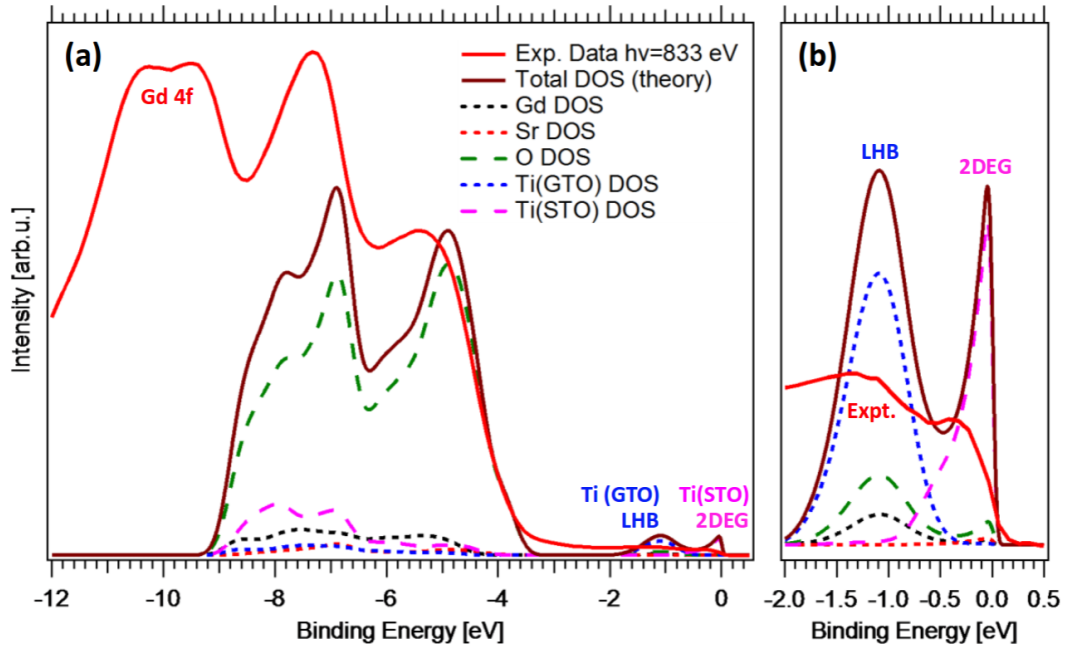 (a)
Gd 4f
Exp. Data hν=833 eV
Total DOS (theory)
Gd DOS
Sr DOS
O DOS
Ti(GTO) DOS
Ti(STO) DOS
Ti (GTO)
LHB
Ti(STO)
2DEG
Intensity [arb.u.]
-12 -10 -8 -6 -4 -2 0
Binding Energy [eV]
(b)
LHB
2DEG
Expt.
-2.0 -1.5 -1.0 -0.5 0.0 0.5
Binding Energy [eV]